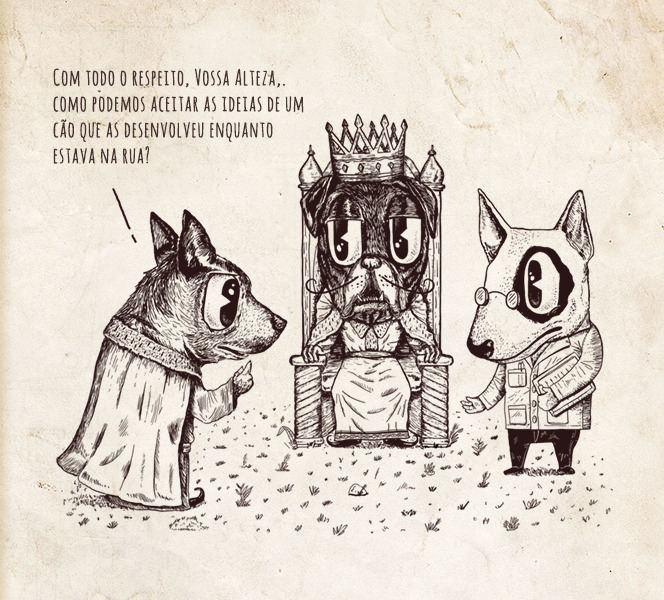 Com todo o respeito, Vossa Alteza,.
como podemos aceitar as ideias de um
cão que as desenvolveu enquanto
estava na rua?